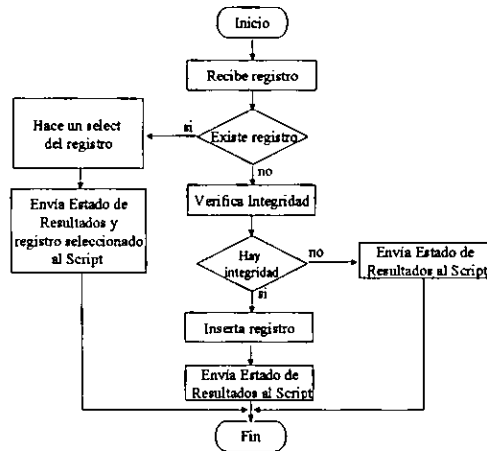 Inicio
Recibe registro
Existe registro
si
no
Hace un select
del registro
Envía Estado de
Resultados y
registro seleccionado
al Script
Verifica Integridad
Hay
integridad
no
si
Envía Estado de
Resultados al Script
Inserta registro
Envía Estado de
Resultados al Script
Fin